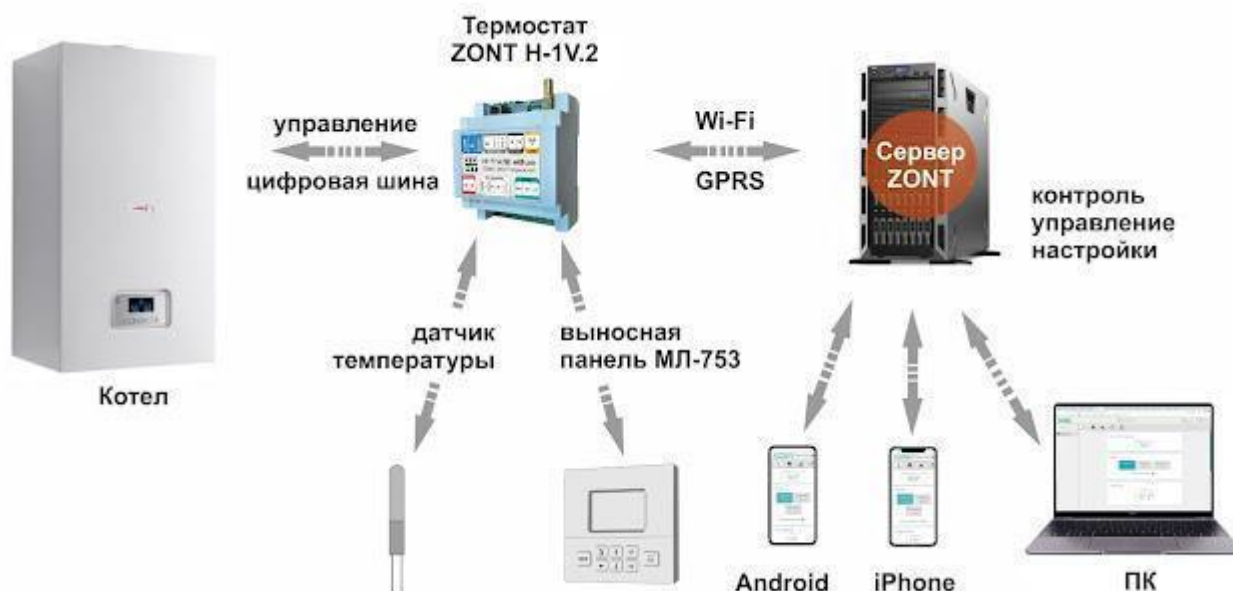 Термостат
ZONT H-1V.2
управление
цифровая шина
Wi-Fi
GPRS
Сервер
ZONT
контроль
управление
настройки
датчик
температуры
выносная
панель МЛ-753
Котел
Android
iPhone
ПК